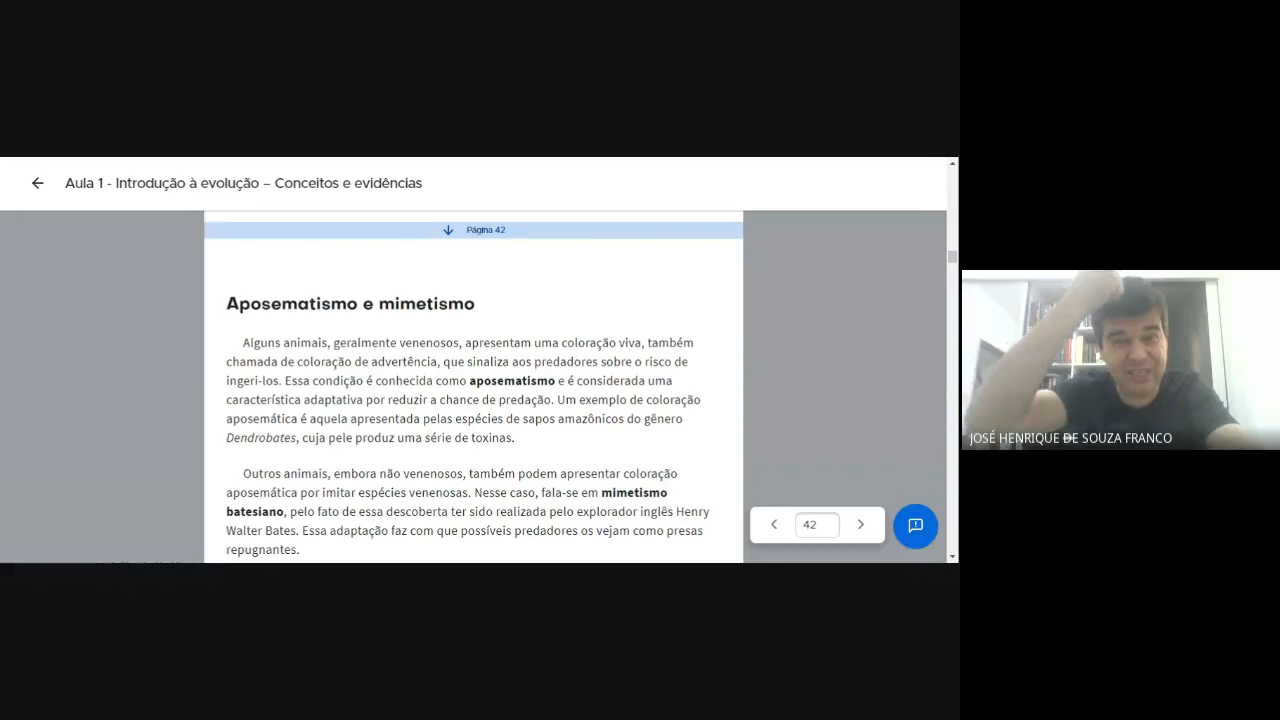 Aula 1 - Introdução à evolução – Conceitos e evidências
Página 42
Aposematismo e mimetismo
Alguns animais, geralmente venenosos, apresentam uma coloração viva, também
chamada de coloração de advertência, que sinaliza aos predadores sobre o risco de
ingeri-los. Essa condição é conhecida como aposematismo e é considerada uma
característica adaptativa por reduzir a chance de predação. Um exemplo de coloração
aposemática é aquela apresentada pelas espécies de sapos amazônicos do gênero
Dendrobates, cuja pele produz uma série de toxinas.
Outros animais, embora não venenosos, também podem apresentar coloração
aposemática por imitar espécies venenosas. Nesse caso, fala-se em mimetismo
batesiano, pelo fato de essa descoberta ter sido realizada pelo explorador inglês Henry
Walter Bates. Essa adaptação faz com que possíveis predadores os vejam como presas
repugnantes.
42
JOSÉ HENRIQUE DE SOUZA FRANCO